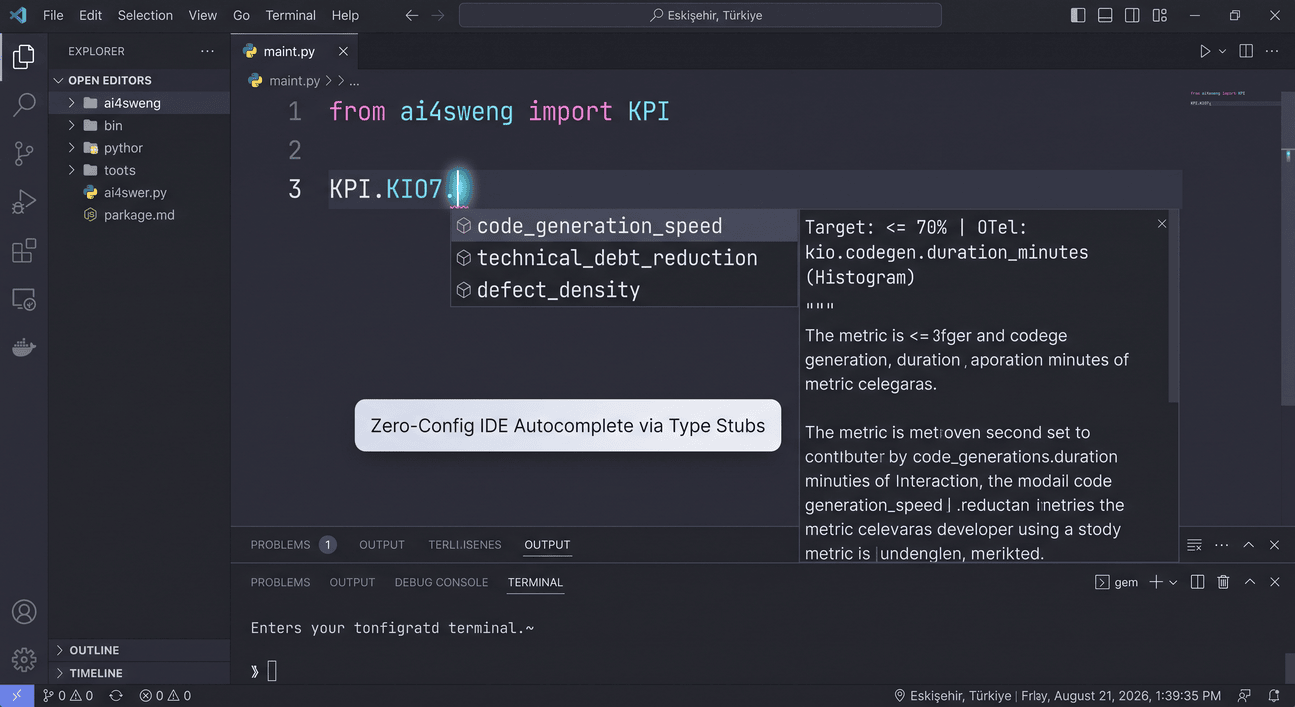 File Edit Selection View Go Terminal Help
Eskişehir, Türkiye
EXPLORER
OPEN EDITORS
ai4sweng
bin
pythor
toots
ai4swer.py
parkage.md
OUTLINE
TIMELINE
maint.py
maint.py > > ...
1 from ai4sweng import KPI
2
3 KPI.KIO7.
code_generation_speed
technical_debt_reduction
defect_density
Target: <= 70% | OTel:
kio.codegen.duration_minutes
(Histogram)
"""
The metric is <= 3fger and codege
generation, duration , aporation minutes of
metric celegaras.
The metric is metroven second set to
contlbuter by code_generations.duration
minuties of Interaction, the modail code
generation_speed| .reductan inetries the
metric celevaras developer using a stody
metric is |undenglen, merikted.
Zero-Config IDE Autocomplete via Type Stubs
PROBLEMS 1 OUTPUT TERLI.ISENES OUTPUT
PROBLEMS OUTPUT DEBUG CONSOLE TERMINAL
gem
Enters your tonfigratd terminal.~
0 0 0 0
Eskişehir, Türkiye | Frlay, August 21, 2026, 1:39:35 PM